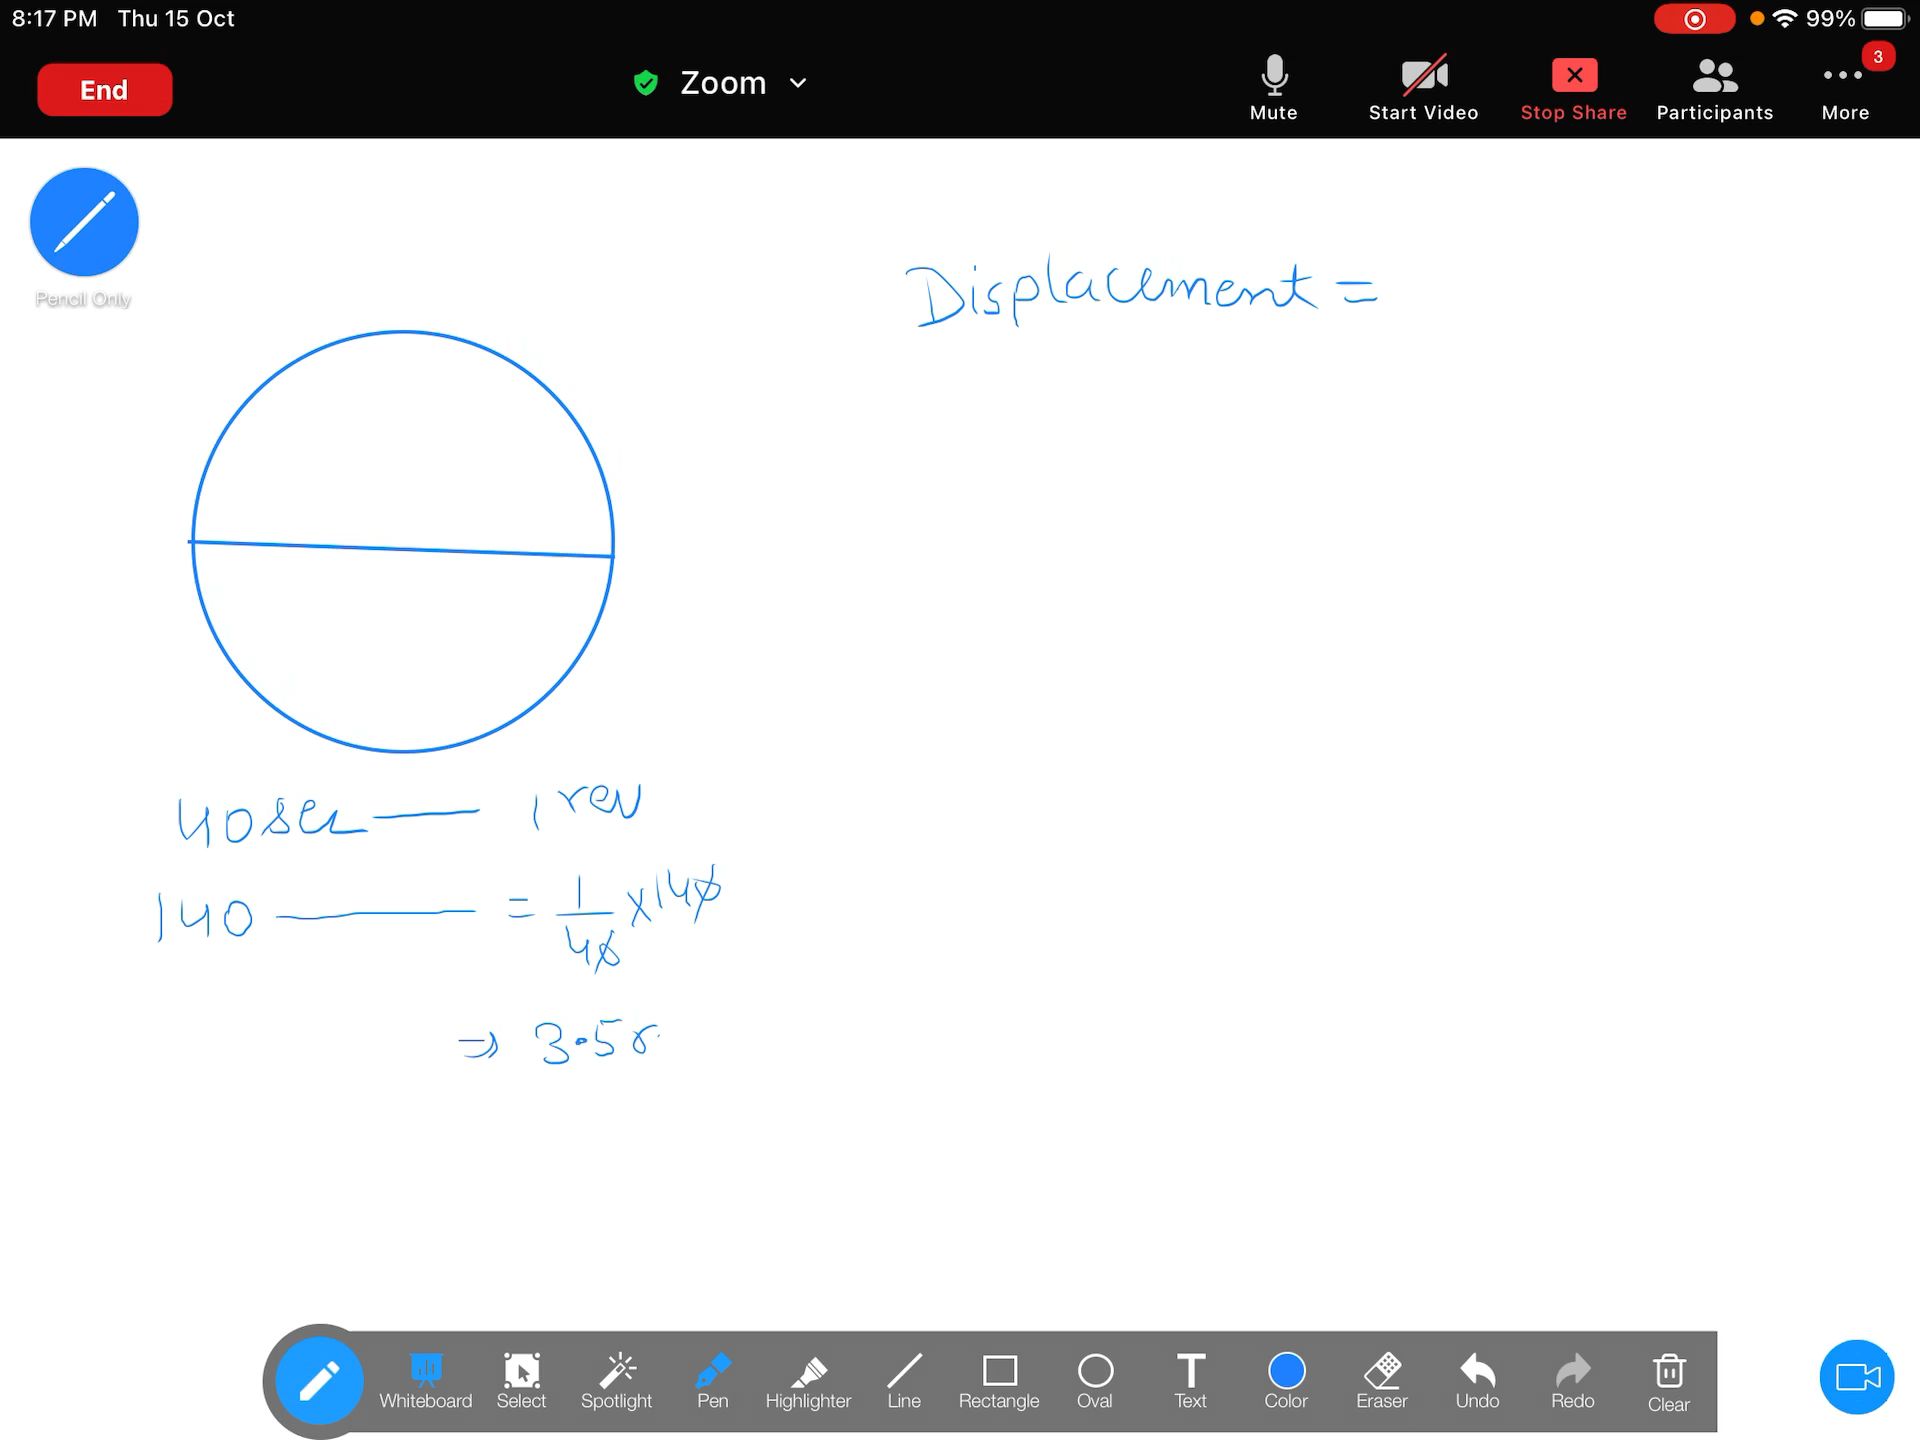 8:17 PM Thu 15 Oct
99%
End
Zoom
Mute
Start Video
Stop Share
Participants
More
3
Pencil Only
Displacement =
40sec — 1 rev
140 — = 1/40 x 140
→ 3.5 r.
Whiteboard
Select
Spotlight
Pen
Highlighter
Line
Rectangle
Oval
Text
Color
Eraser
Undo
Redo
Clear